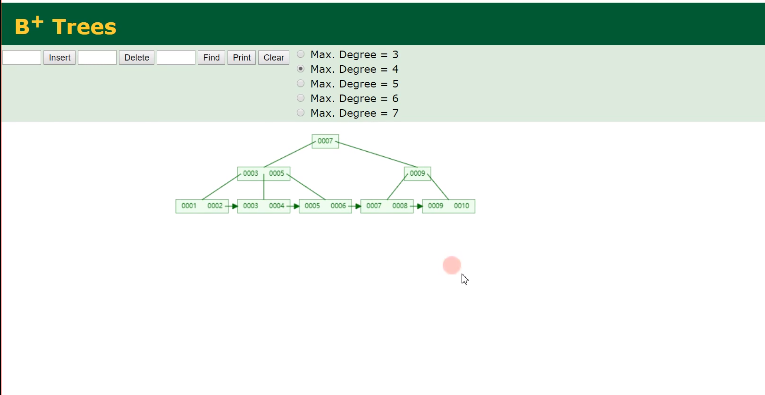 B+ Trees
Insert Delete Find Print Clear
Max. Degree = 3
Max. Degree = 4
Max. Degree = 5
Max. Degree = 6
Max. Degree = 7
0007
0003 0005 0009
0001 0002 0003 0004 0005 0006 0007 0008 0009 0010